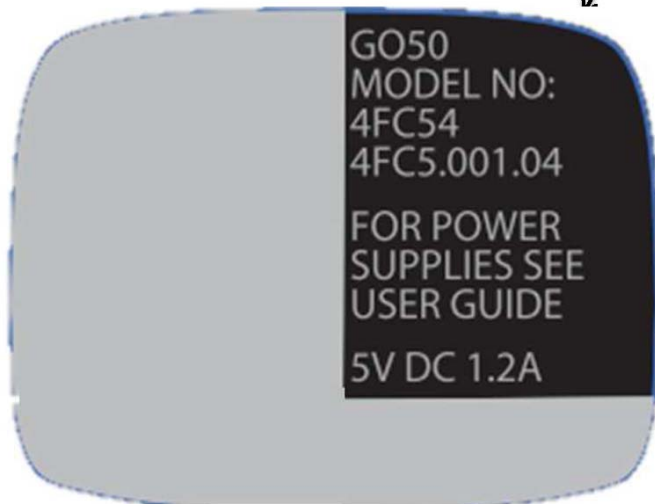 GO50
MODEL NO:
4FC54
4FC5.001.04
FOR POWER
SUPPLIES SEE
USER GUIDE
5V DC 1.2A